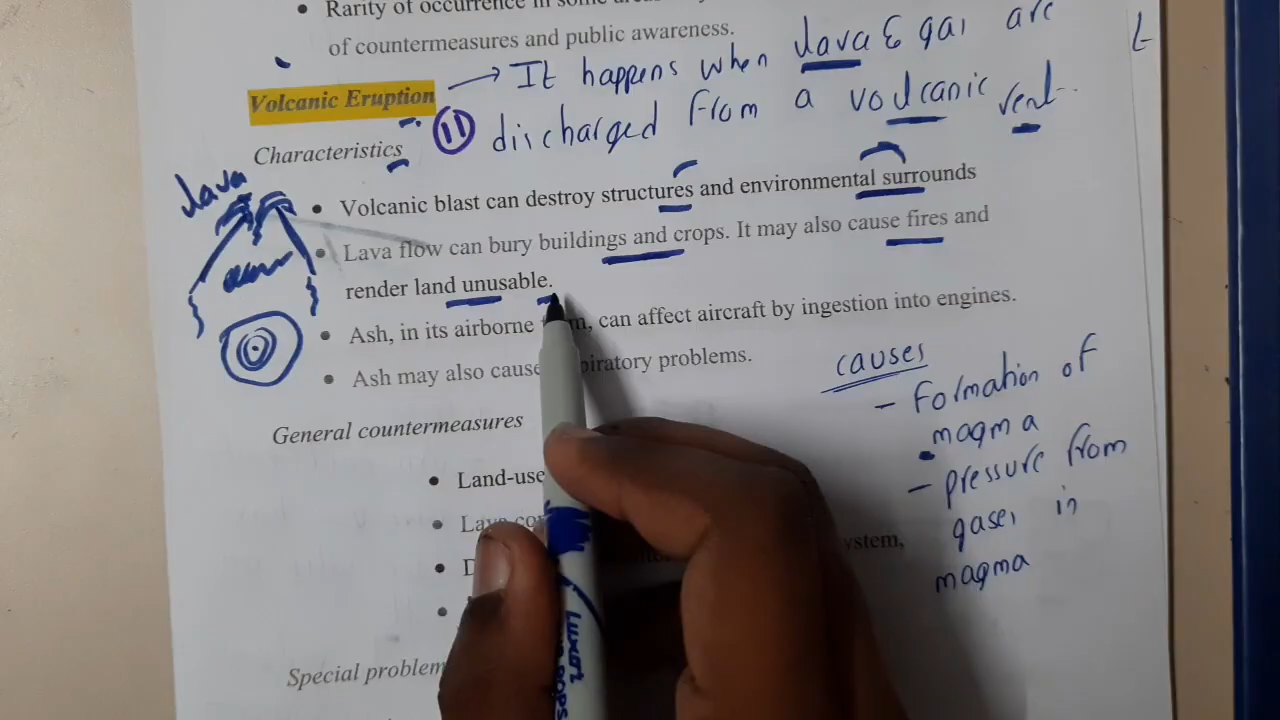 Rarity of occurrence in some
of countermeasures and public awareness.
Volcanic Eruption → It happens when Lava & gas are
(11) discharged from a volcanic vent
Characteristics
Lava
• Volcanic blast can destroy structures and environmental surrounds
• Lava flow can bury buildings and crops. It may also cause fires and
render land unusable.
• Ash, in its airborne can affect aircraft by ingestion into engines.
• Ash may also cause problems.
causes
- Formation of
magma
- pressure from
gases in
magma
General countermeasures
• Land-use
• Lava
Special problem
Luxor